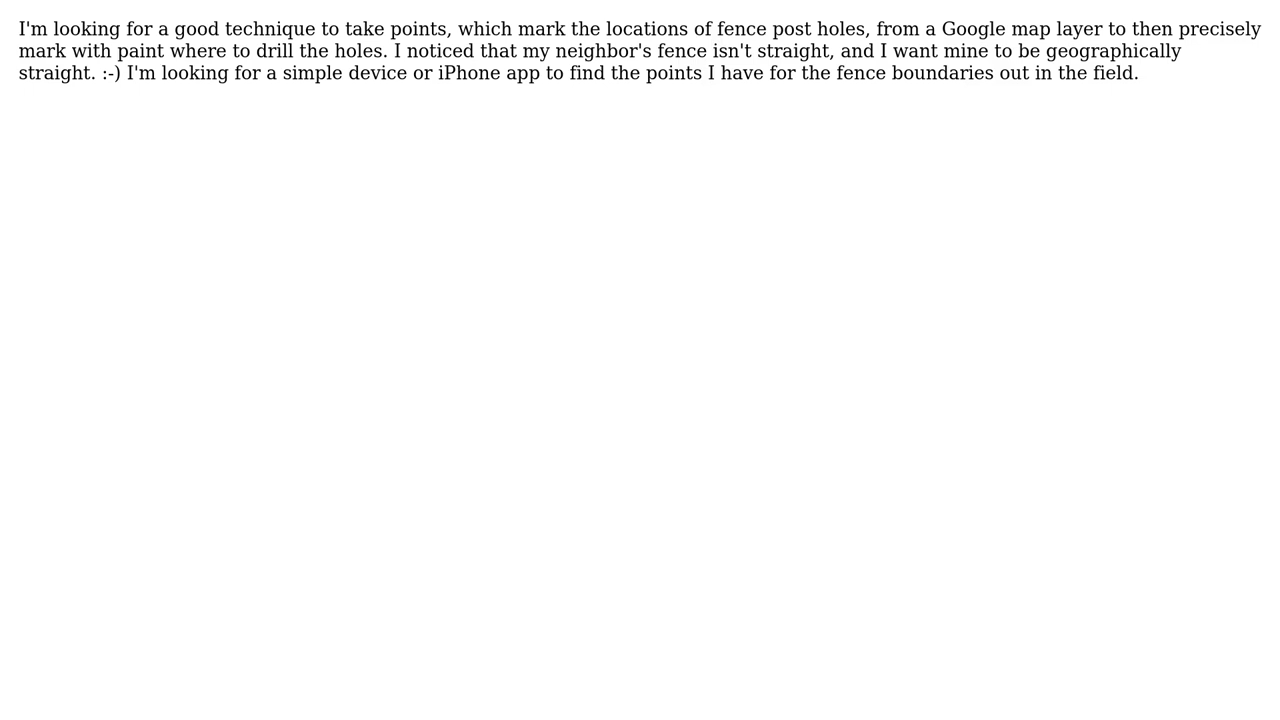 I'm looking for a good technique to take points, which mark the locations of fence post holes, from a Google map layer to then precisely
mark with paint where to drill the holes. I noticed that my neighbor's fence isn't straight, and I want mine to be geographically
straight. :-) I'm looking for a simple device or iPhone app to find the points I have for the fence boundaries out in the field.